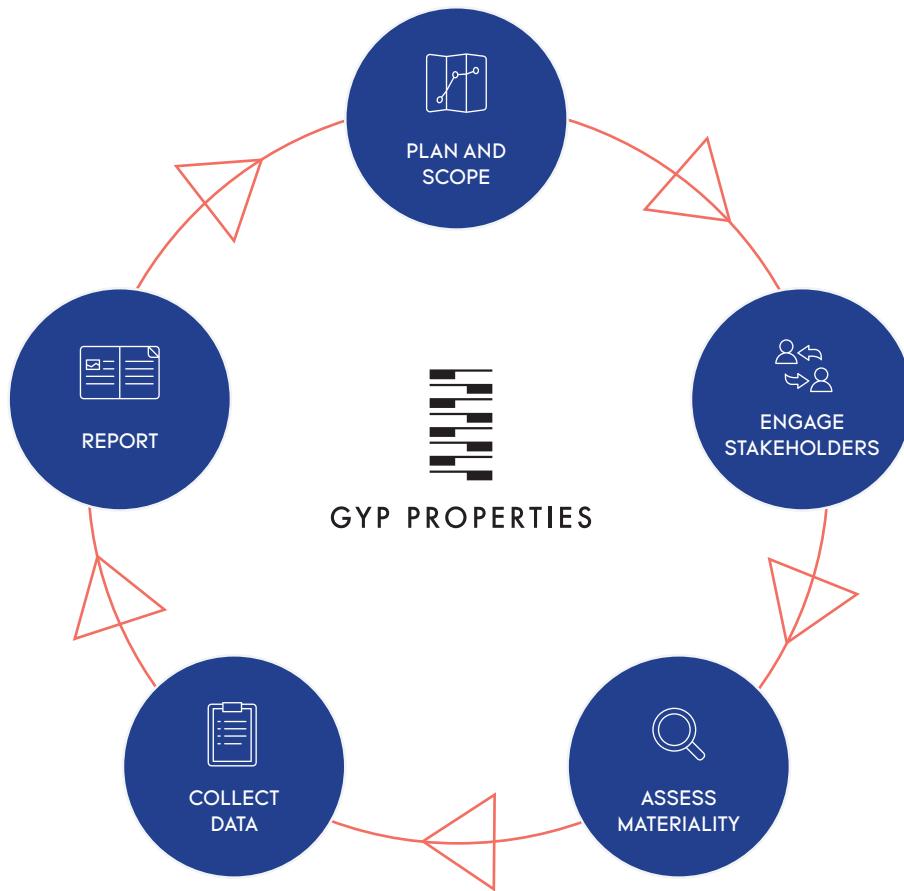 PLAN AND
SCOPE
ENGAGE
STAKEHOLDERS
ASSESS
MATERIALITY
COLLECT
DATA
REPORT
GYP PROPERTIES